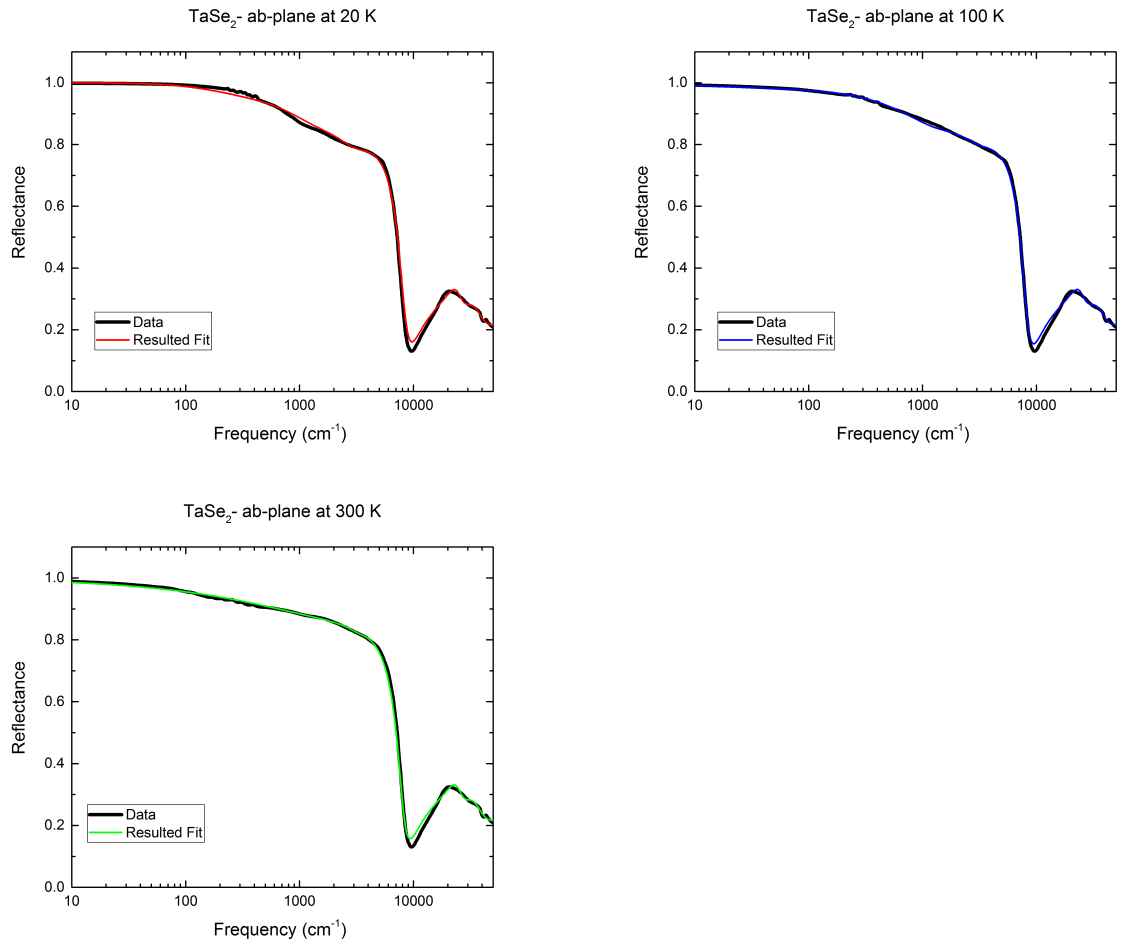 TaSe₂- ab-plane at 20 K
1.0
0.8
0.6
0.4
0.2
0.0
Reflectance
Data
Resulted Fit
10 100 1000 10000
Frequency (cm⁻¹)
TaSe₂- ab-plane at 100 K
1.0
0.8
0.6
0.4
0.2
0.0
Reflectance
Data
Resulted Fit
10 100 1000 10000
Frequency (cm⁻¹)
TaSe₂- ab-plane at 300 K
1.0
0.8
0.6
0.4
0.2
0.0
Reflectance
Data
Resulted Fit
10 100 1000 10000
Frequency (cm⁻¹)